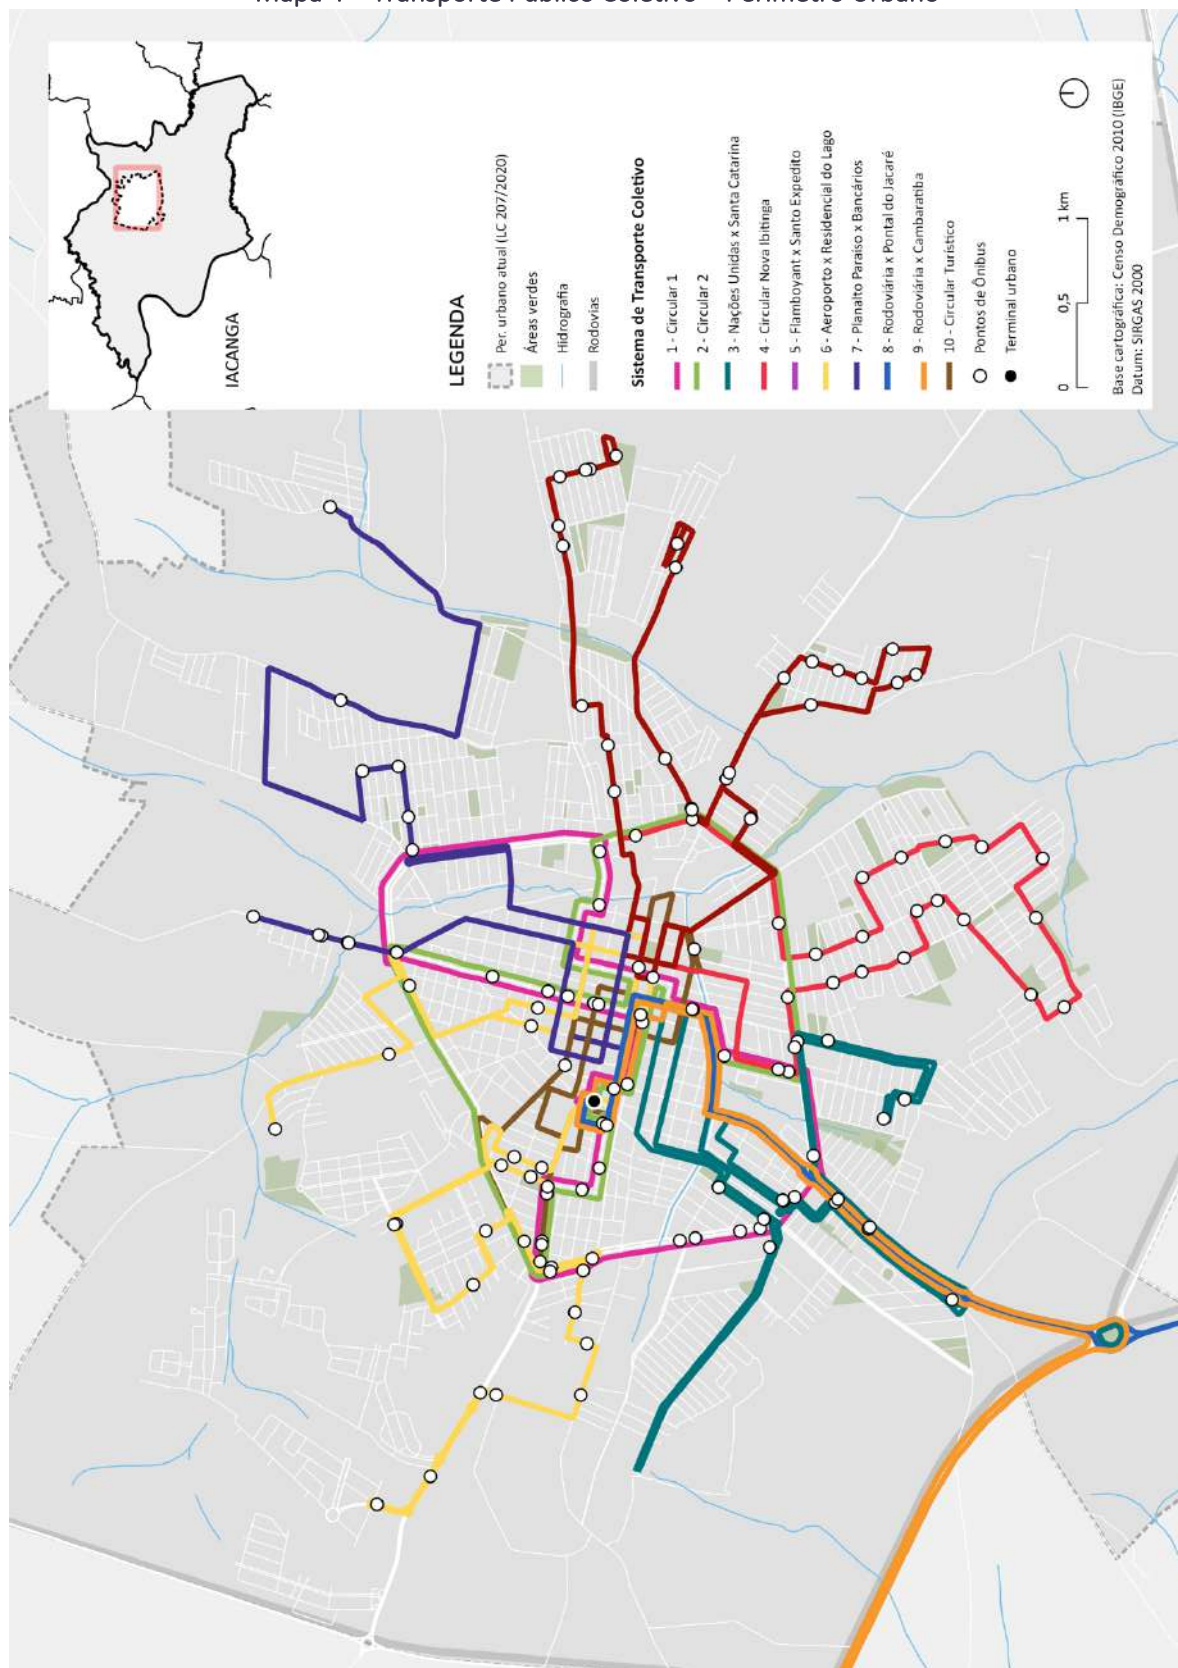 Mapa 4 - Transporte Público Coletivo - Perímetro Urbano
IACANGA
LEGENDA
Per. urbano atual (LC 207/2020)
Áreas verdes
Hidrografia
Rodovias
Sistema de Transporte Coletivo
1 - Circular 1
2 - Circular 2
3 - Nações Unidas x Santa Catarina
4 - Circular Nova Ibitinga
5 - Flamboyant x Santo Expedito
6 - Aeroporto x Residencial do Lago
7 - Planalto Paraíso x Bancários
8 - Rodoviária x Pontal do Jacaré
9 - Rodoviária x Cambaratiba
10 - Circular Turístico
Pontos de Ônibus
Terminal urbano
0 0,5 1 km
Base cartográfica: Censo Demográfico 2010 (IBGE)
Datum: SIRGAS 2000